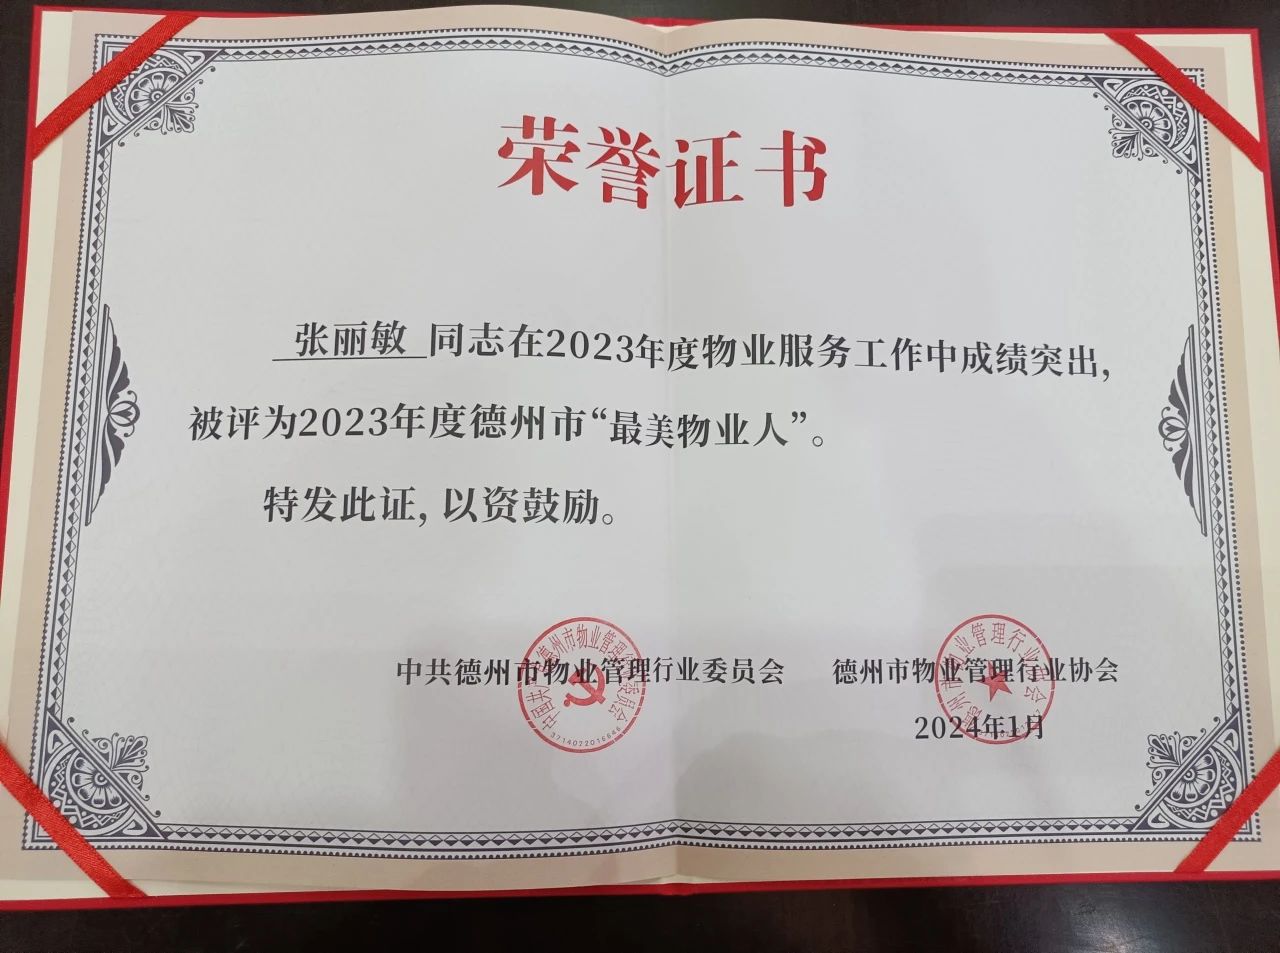 荣誉证书
张丽敏 同志在2023年度物业服务工作中成绩突出，
被评为2023年度德州市“最美物业人”。
特发此证，以资鼓励。
中共德州市物业管理行业委员会 德州市物业管理行业协会
2024年1月
3714022016646